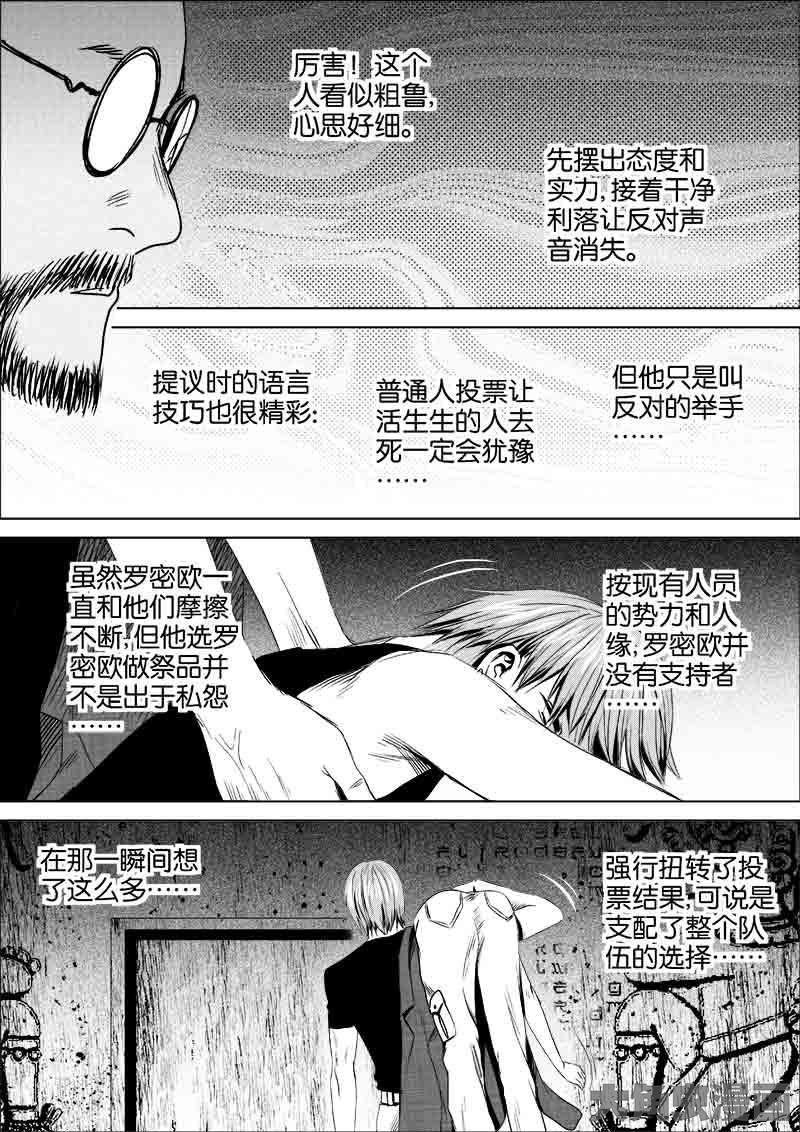 厉害！这个
人看似粗鲁，
心思好细。
先摆出态度和
实力，接着干净
利落让反对声
音消失。
提议时的语言
技巧也很精彩：
普通人投票让
活生生的人去
死一定会犹豫
……
但他只是叫
反对的举手
……
虽然罗密欧一
直和他们摩擦
不断，但他选罗
密欧做祭品并
不是出于私怨
……
按现有人员
的势力和人
缘，罗密欧并
没有支持者
……
在那一瞬间想
了这么多……
强行扭转了投
票结果，可说是
支配了整个队
伍的选择……